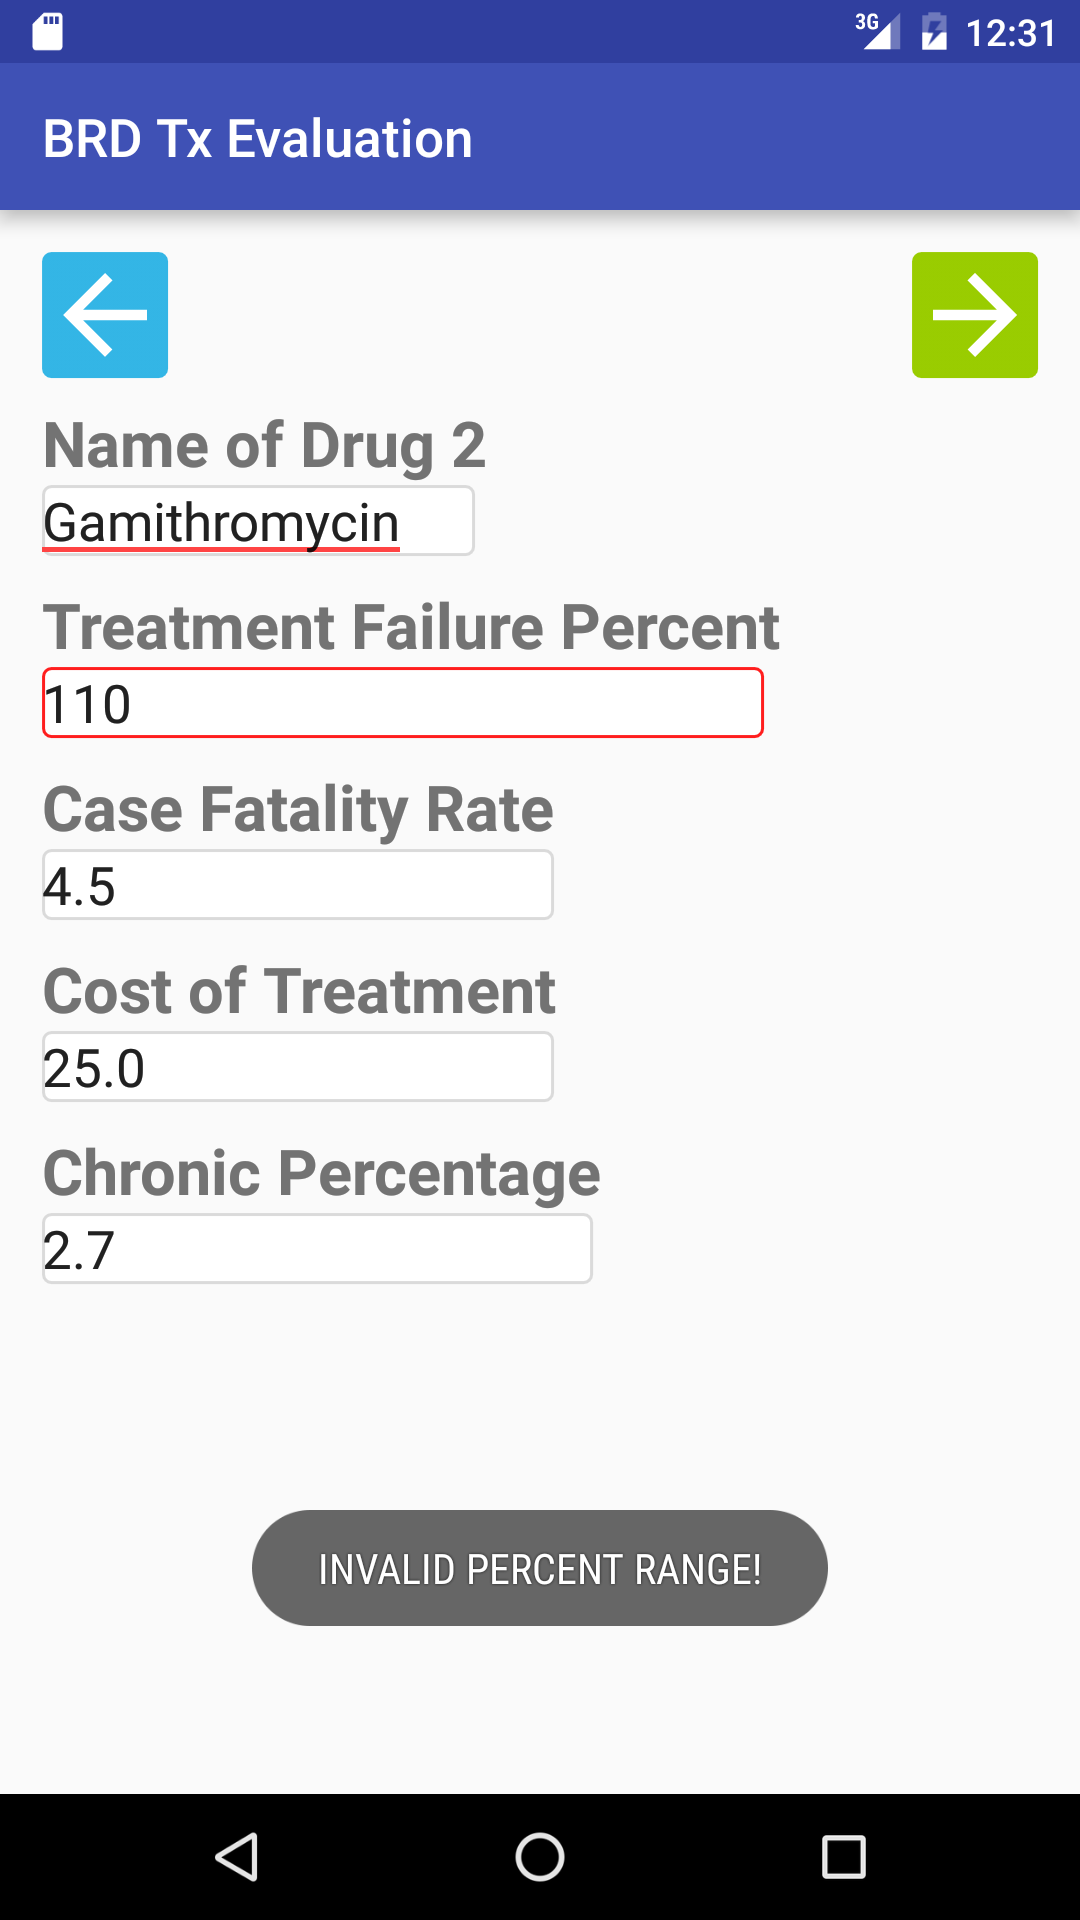 3G 12:31
BRD Tx Evaluation
Name of Drug 2
Gamithromycin
Treatment Failure Percent
110
Case Fatality Rate
4.5
Cost of Treatment
25.0
Chronic Percentage
2.7
INVALID PERCENT RANGE!